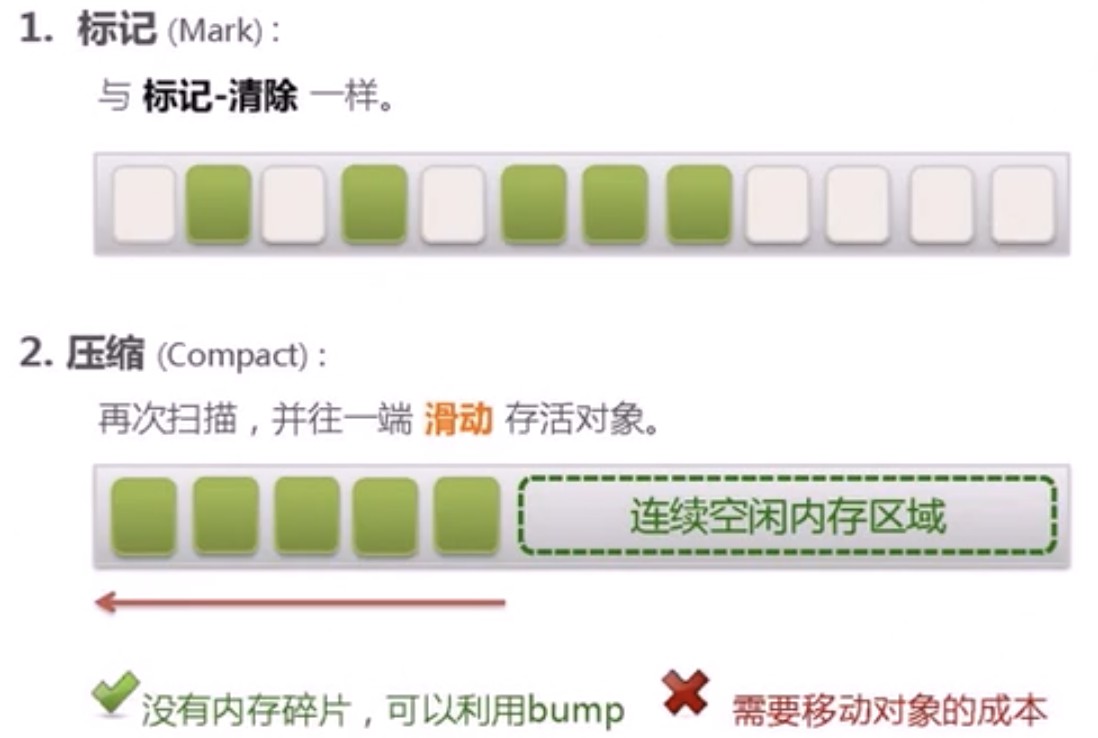 1. 标记 (Mark) :
与 标记-清除 一样。
2. 压缩 (Compact) :
再次扫描，并往一端 滑动 存活对象。
连续空闲内存区域
没有内存碎片，可以利用bump 需要移动对象的成本